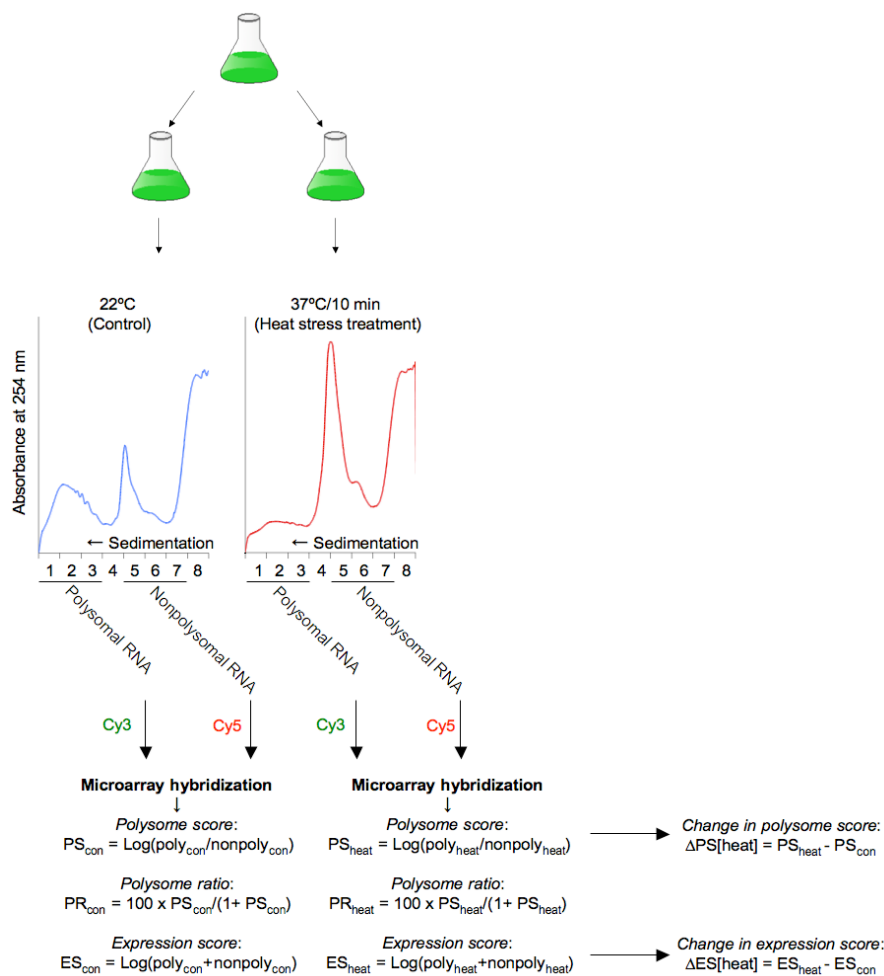 22ºC
(Control)
37ºC/10 min
(Heat stress treatment)
Absorbance at 254 nm
← Sedimentation
← Sedimentation
1 2 3 4 5 6 7 8
1 2 3 4 5 6 7 8
Polysomal RNA
Nonpolysomal RNA
Polysomal RNA
Nonpolysomal RNA
Cy3
Cy5
Cy3
Cy5
Microarray hybridization
Microarray hybridization
Polysome score:
PScon = Log(polycon/nonpolycon)
Polysome score:
PSheat = Log(polyheat/nonpolyheat)
Change in polysome score:
ΔPS[heat] = PSheat - PScon
Polysome ratio:
PRcon = 100 x PScon/(1+ PScon)
Polysome ratio:
PRheat = 100 x PSheat/(1+ PSheat)
Expression score:
EScon = Log(polycon+nonpolycon)
Expression score:
ESheat = Log(polyheat+nonpolyheat)
Change in expression score:
ΔES[heat] = ESheat - EScon